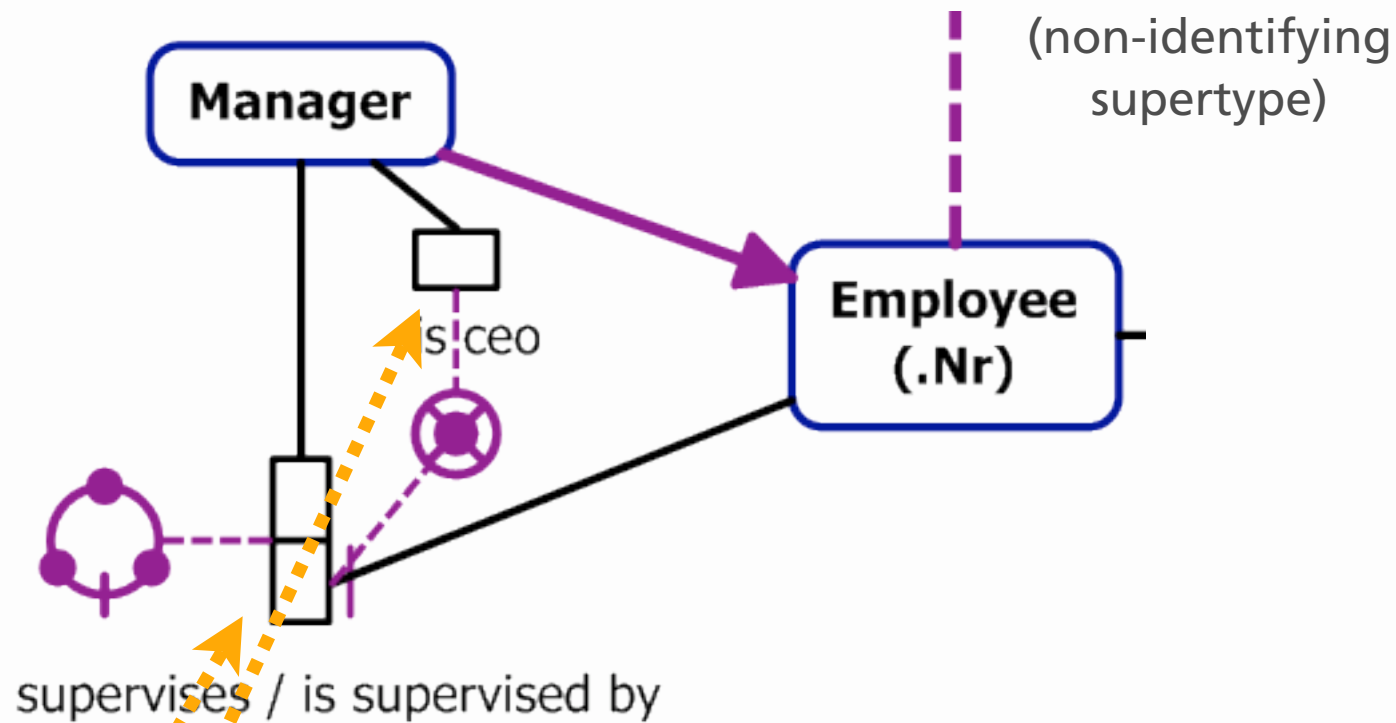 (non-identifying
supertype)
Manager
Employee
(.Nr)
is ceo
supervises / is supervised by